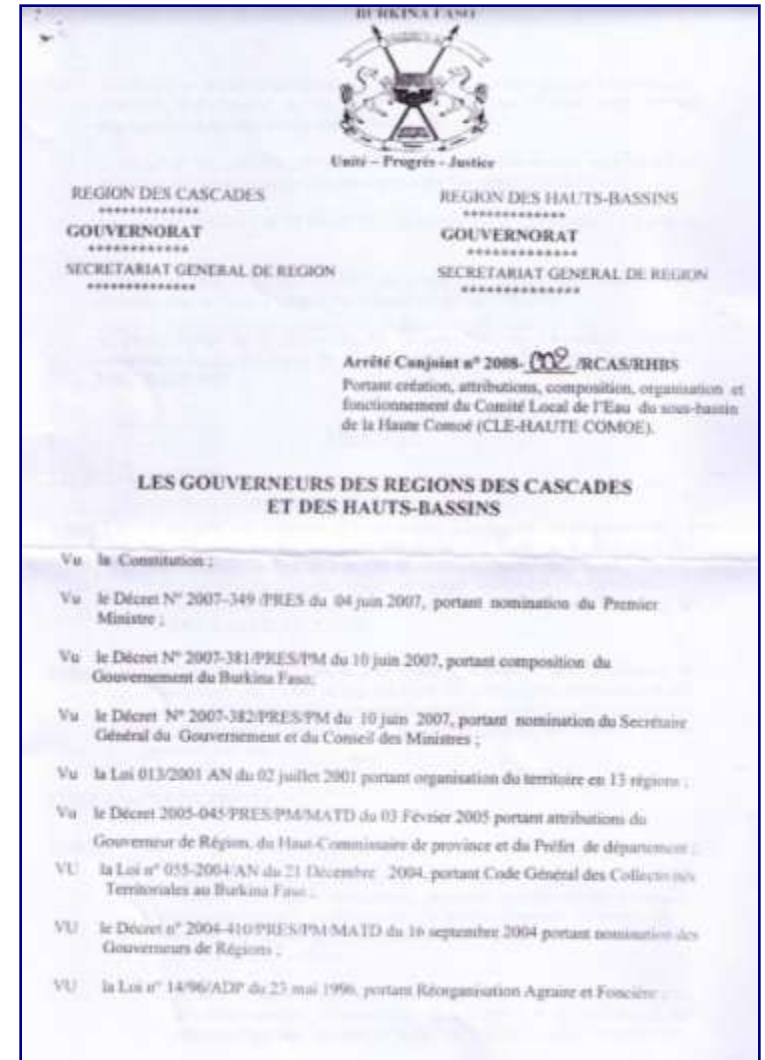 BURKINA FASO
Unité – Progrès - Justice
REGION DES CASCADES
*************
GOUVERNORAT
*************
SECRETARIAT GENERAL DE REGION
**************
REGION DES HAUTS-BASSINS
*************
GOUVERNORAT
*************
SECRETARIAT GENERAL DE REGION
**************
Arrêté Conjoint n° 2008- 002 /RCAS/RHBS
Portant création, attributions, composition, organisation et
fonctionnement du Comité Local de l'Eau du sous-bassin
de la Haute Comoé (CLE-HAUTE COMOE).
LES GOUVERNEURS DES REGIONS DES CASCADES
ET DES HAUTS-BASSINS
Vu la Constitution ;
Vu le Décret N° 2007-349 /PRES du 04 juin 2007, portant nomination du Premier
Ministre ;
Vu le Décret N° 2007-381/PRES/PM du 10 juin 2007, portant composition du
Gouvernement du Burkina Faso;
Vu le Décret N° 2007-382/PRES/PM du 10 juin 2007, portant nomination du Secrétaire
Général du Gouvernement et du Conseil des Ministres ;
Vu la Loi 013/2001 AN du 02 juillet 2001 portant organisation du territoire en 13 régions ;
Vu le Décret 2005-045/PRES/PM/MATD du 03 Février 2005 portant attributions du
Gouverneur de Région, du Haut-Commissaire de province et du Préfet de département ;
VU la Loi n° 055-2004/AN du 21 Décembre 2004, portant Code Général des Collectivités
Territoriales au Burkina Faso ;
VU le Décret n° 2004-410/PRES/PM/MATD du 16 septembre 2004 portant nomination des
Gouverneurs de Régions ;
VU la Loi n° 14/96/ADP du 23 mai 1996, portant Réorganisation Agraire et Foncière